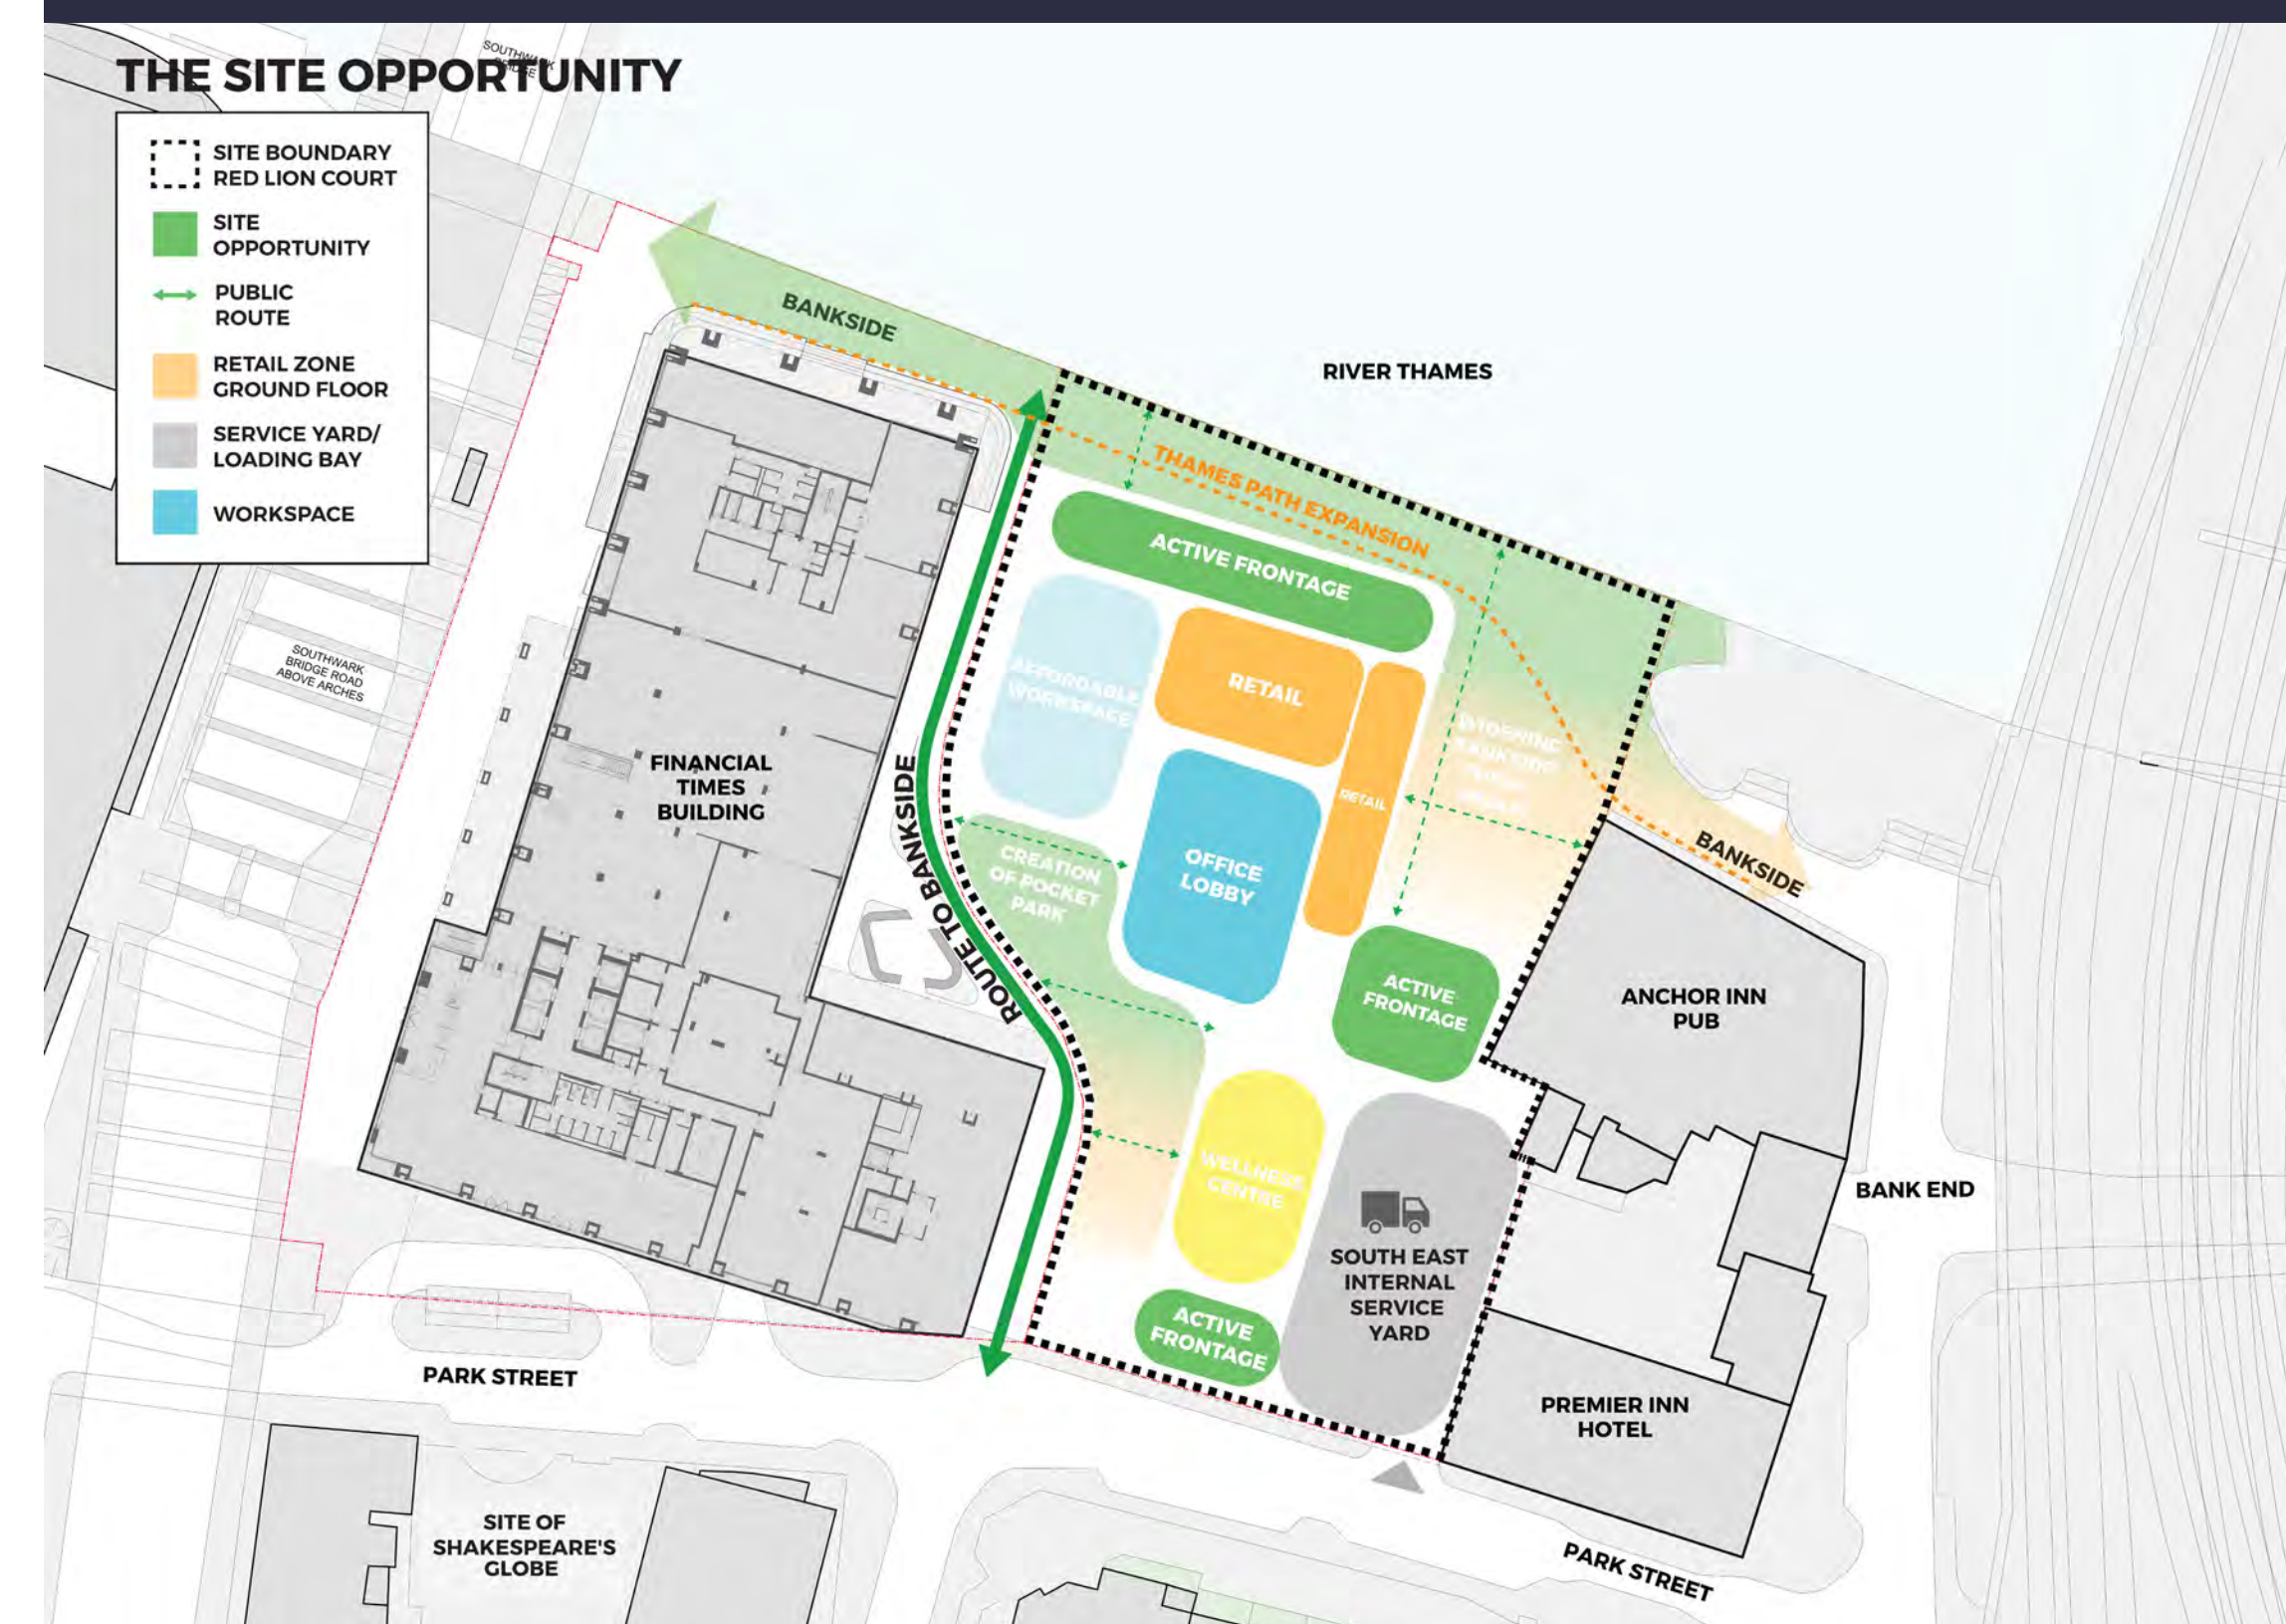 SOUTHWARK
BRIDGE
THE SITE OPPORTUNITY
SITE BOUNDARY
RED LION COURT
SITE
OPPORTUNITY
PUBLIC
ROUTE
RETAIL ZONE
GROUND FLOOR
SERVICE YARD/
LOADING BAY
WORKSPACE
BANKSIDE
RIVER THAMES
THAMES PATH EXPANSION
ACTIVE FRONTAGE
AFFORDABLE
WORKSPACE
RETAIL
RETAIL
WIDENING
SOUTHWARK
BRIDGE ROAD
ABOVE ARCHES
FINANCIAL
TIMES
BUILDING
ROUTE TO BANKSIDE
CREATION
OF POCKET
PARK
OFFICE
LOBBY
BANKSIDE
ACTIVE
FRONTAGE
ANCHOR INN
PUB
WELLNESS
CENTRE
SOUTH EAST
INTERNAL
SERVICE
YARD
BANK END
ACTIVE
FRONTAGE
PARK STREET
PREMIER INN
HOTEL
SITE OF
SHAKESPEARE'S
GLOBE
PARK STREET